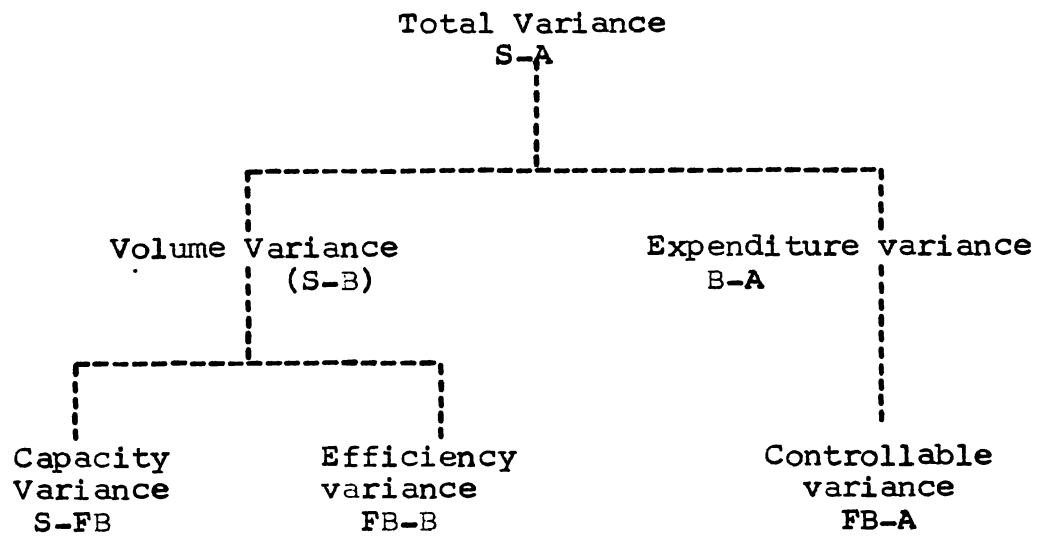 Total Variance
S-A
Volume Variance
(S-B)
Expenditure variance
B-A
Capacity
Variance
S-FB
Efficiency
variance
FB-B
Controllable
variance
FB-A